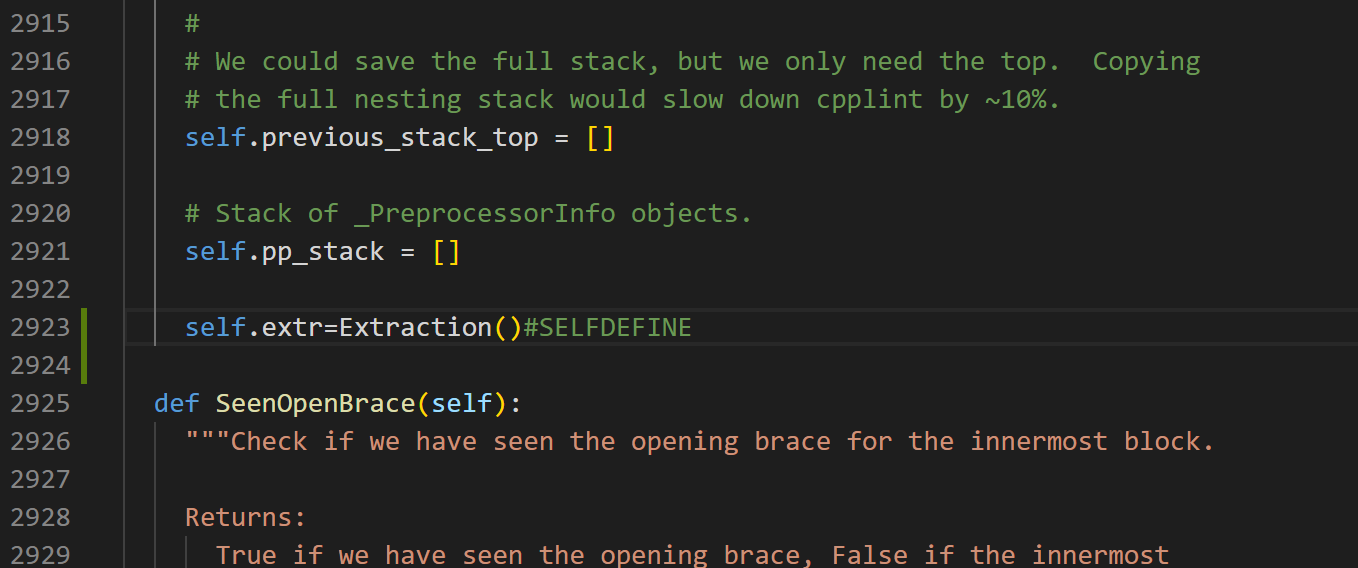 2915 #
2916 # We could save the full stack, but we only need the top.  Copying
2917 # the full nesting stack would slow down cpplint by ~10%.
2918 self.previous_stack_top = []
2919
2920 # Stack of _PreprocessorInfo objects.
2921 self.pp_stack = []
2922
2923 self.extr=Extraction()#SELFDEFINE
2924
2925 def SeenOpenBrace(self):
2926 """Check if we have seen the opening brace for the innermost block.
2927
2928 Returns:
2929 True if we have seen the opening brace, False if the innermost